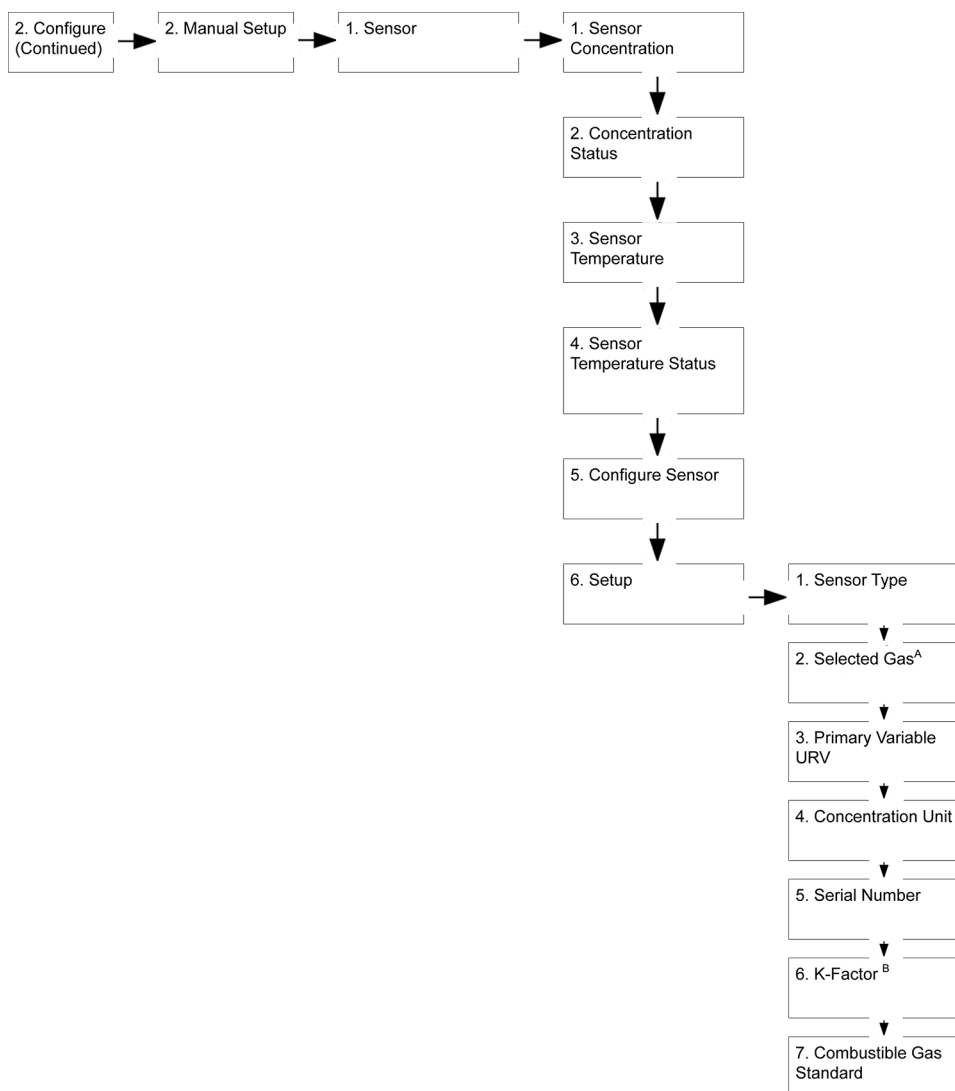 2. Configure
(Continued)
2. Manual Setup
1. Sensor
1. Sensor
Concentration
2. Concentration
Status
3. Sensor
Temperature
4. Sensor
Temperature Status
5. Configure Sensor
6. Setup
1. Sensor Type
2. Selected Gas^A
3. Primary Variable
URV
4. Concentration Unit
5. Serial Number
6. K-Factor ^B
7. Combustible Gas
Standard